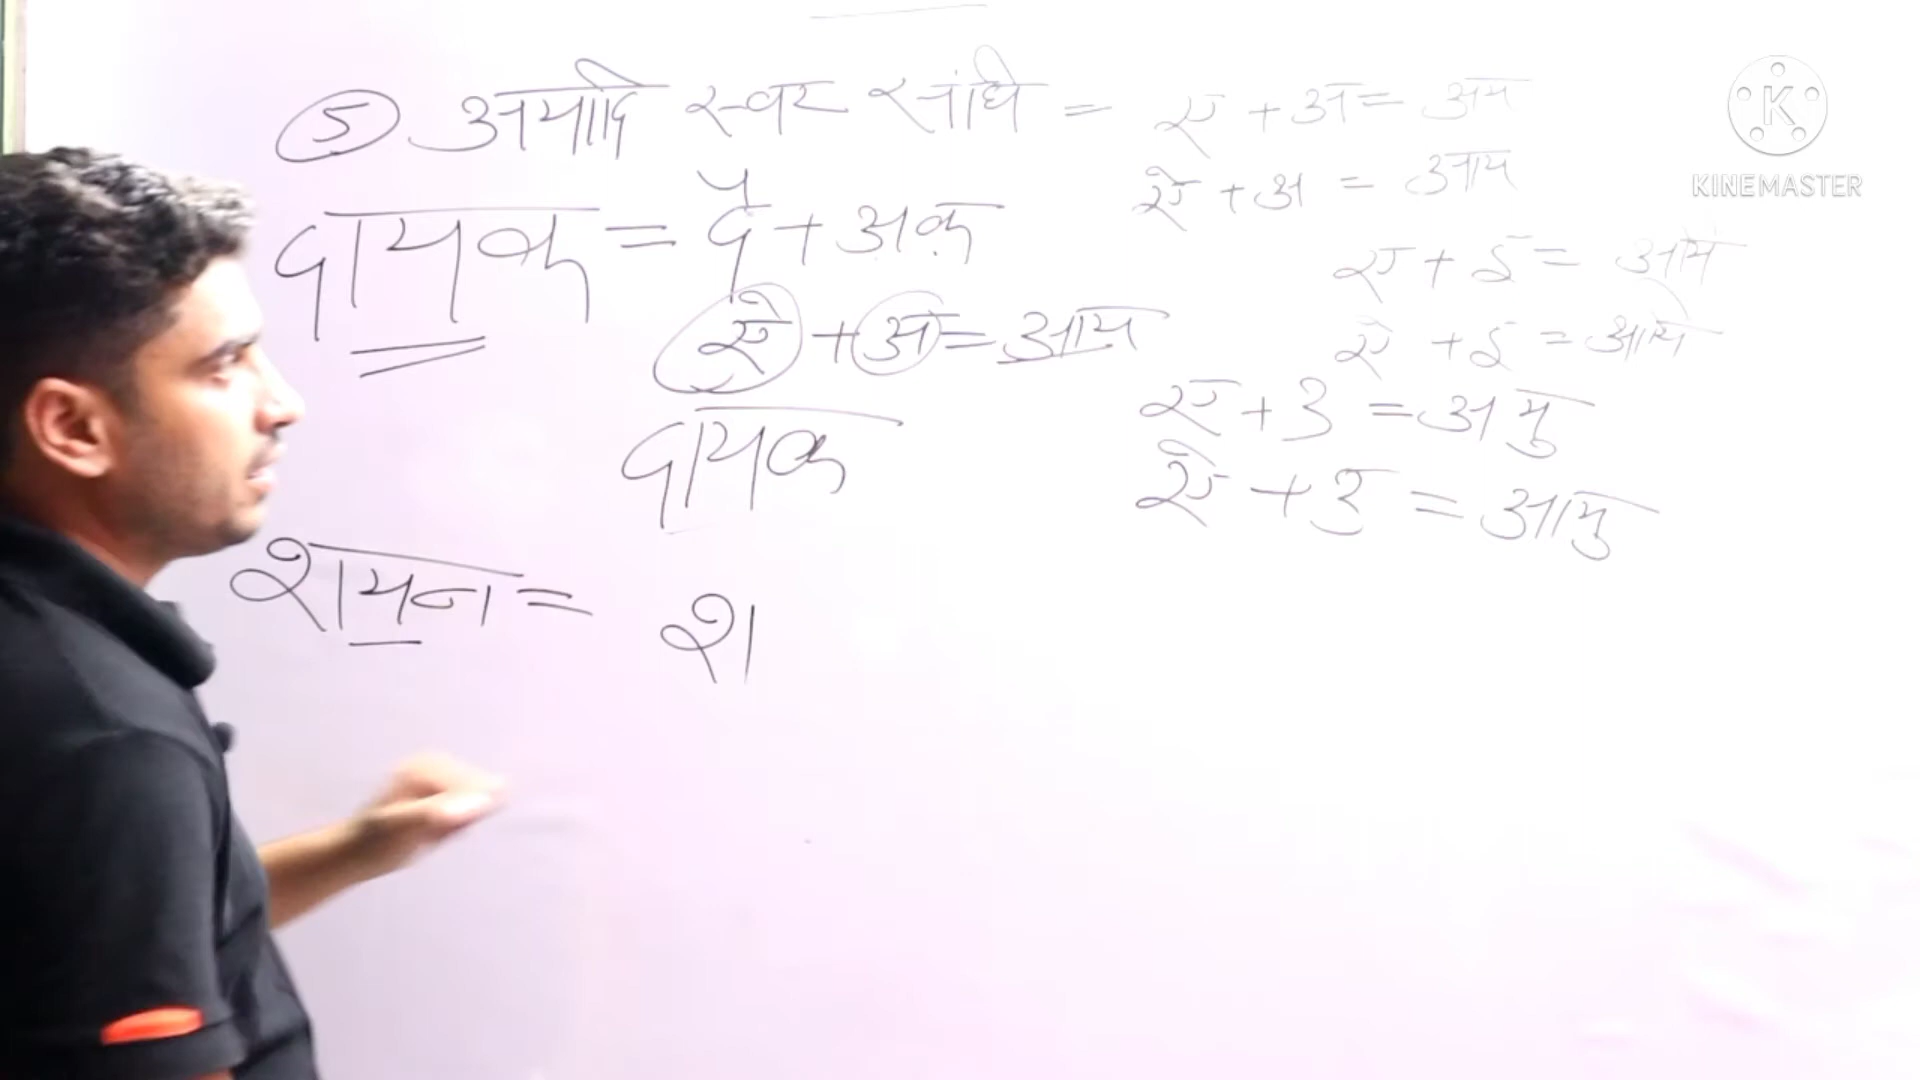 5 अयादि स्वर संधि = ए + अ = अय
ऐ + अ = आय
दायक = दै + अक
ए + ई = अयि
ऐ + अ = आय
ऐ + ई = आयि
ए + उ = अयु
दायक
ऐ + उ = आयु
शयन =
श
KINEMASTER